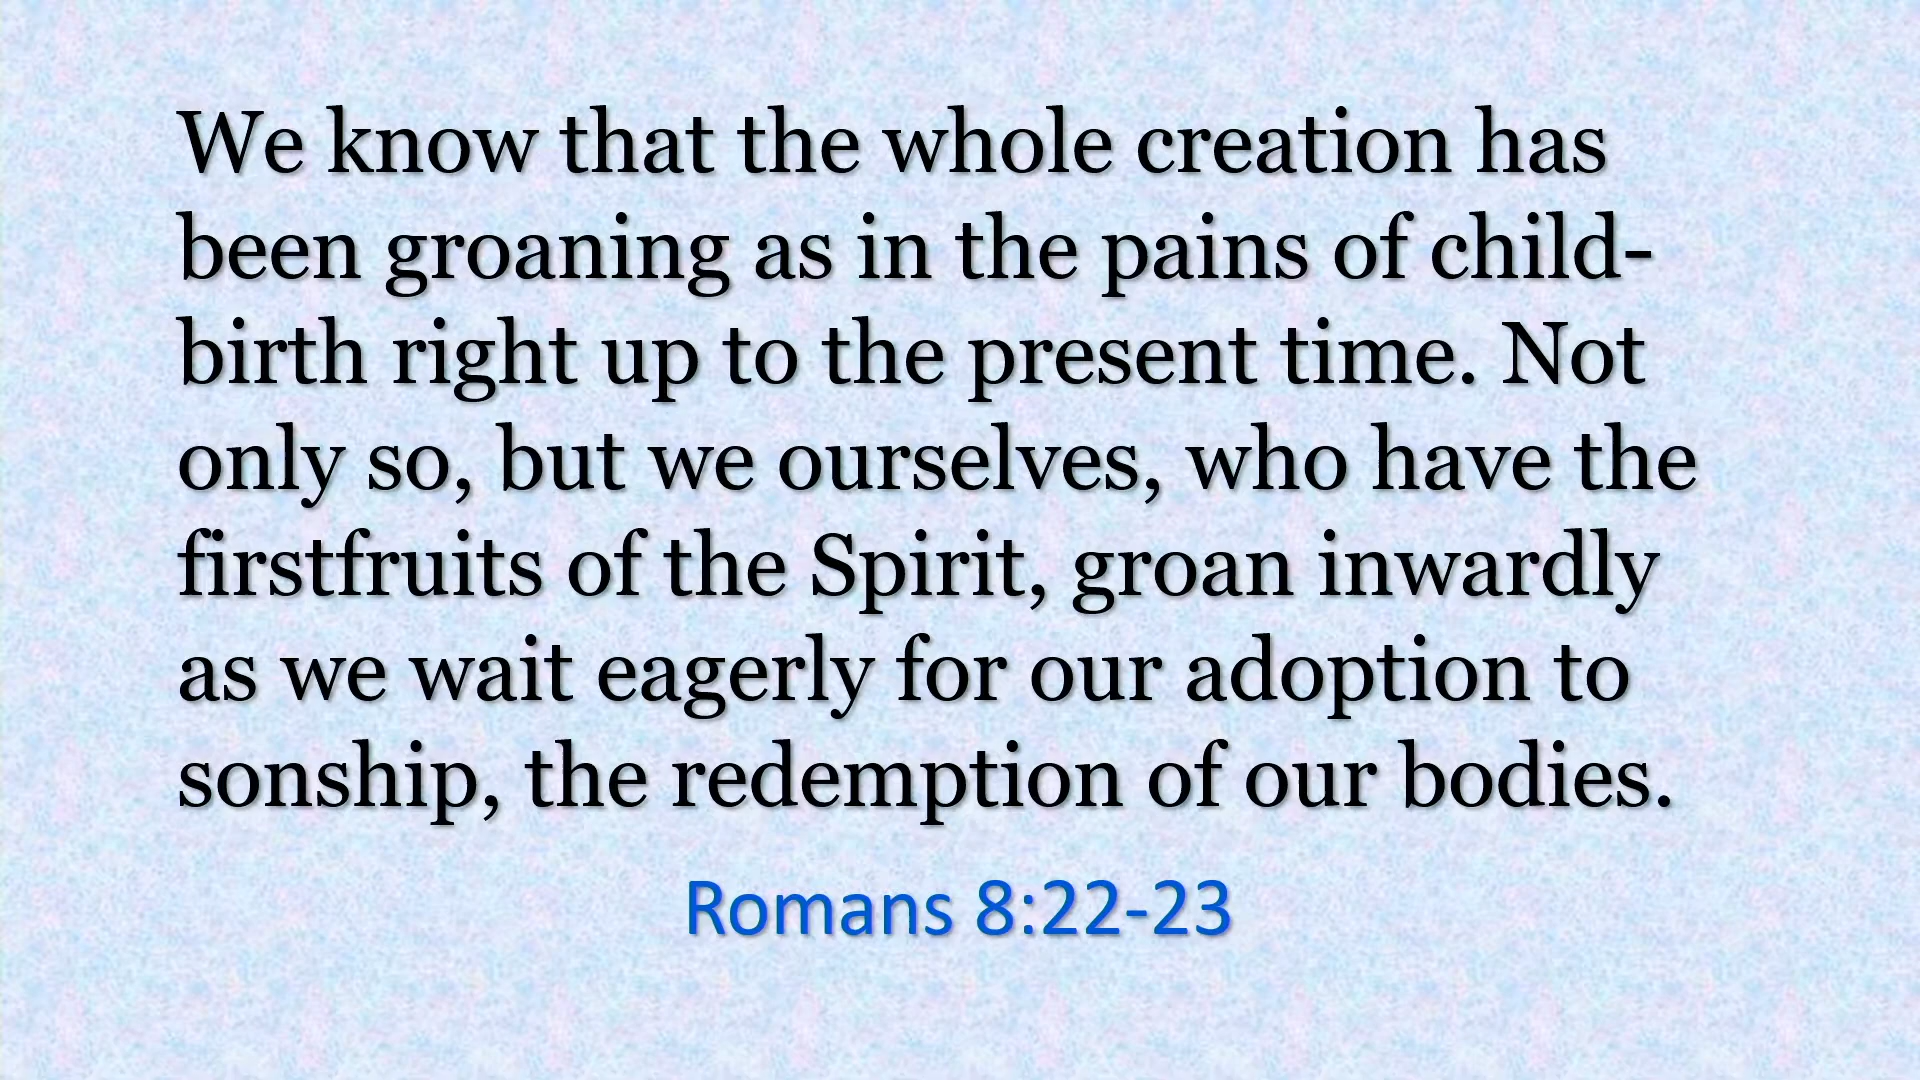 We know that the whole creation has
been groaning as in the pains of child-
birth right up to the present time. Not
only so, but we ourselves, who have the
firstfruits of the Spirit, groan inwardly
as we wait eagerly for our adoption to
sonship, the redemption of our bodies.
Romans 8:22-23